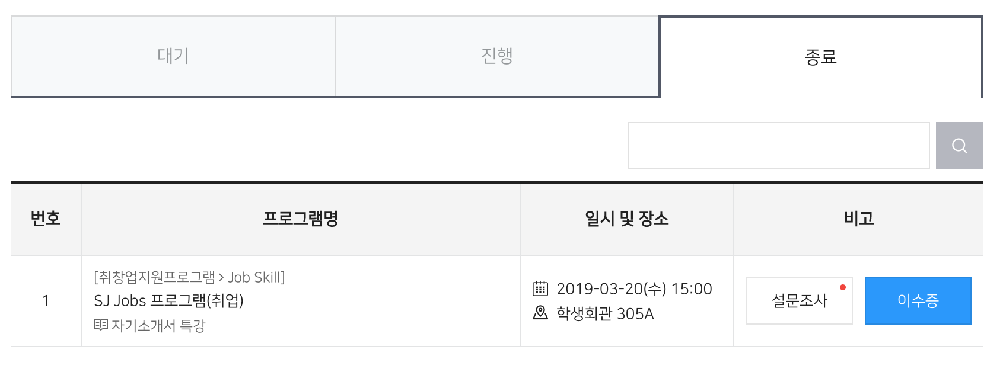 대기
진행
종료
번호
프로그램명
일시 및 장소
비고
1
[취창업지원프로그램 > Job Skill]
SJ Jobs 프로그램(취업)
자기소개서 특강
2019-03-20(수) 15:00
학생회관 305A
설문조사
이수증